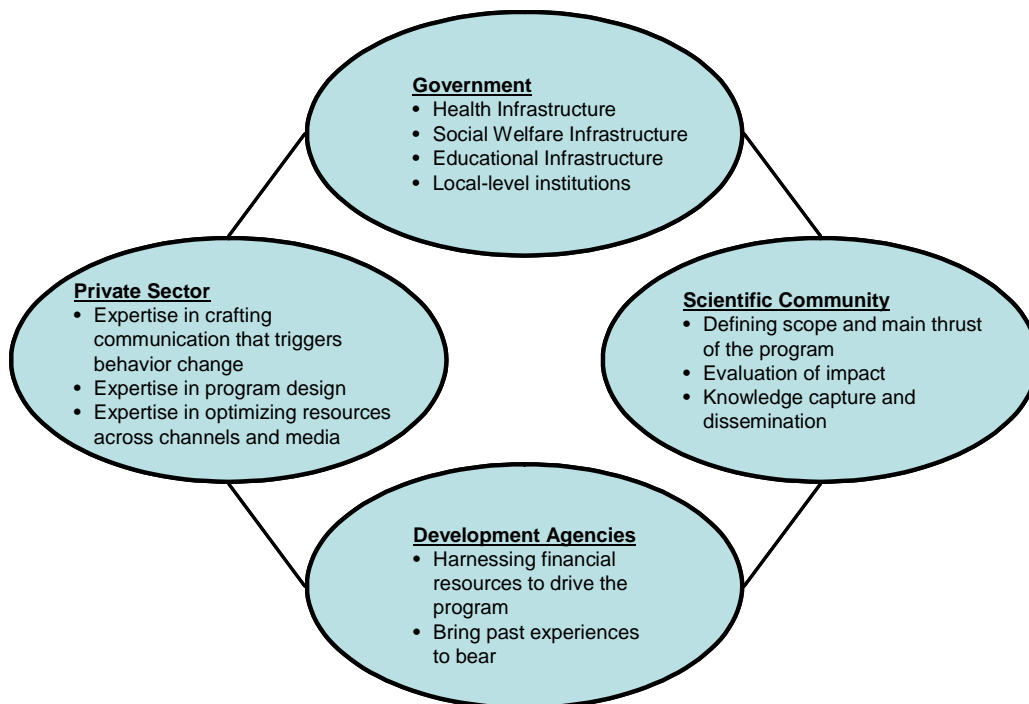 Government
• Health Infrastructure
• Social Welfare Infrastructure
• Educational Infrastructure
• Local-level institutions
Private Sector
• Expertise in crafting
communication that triggers
behavior change
• Expertise in program design
• Expertise in optimizing resources
across channels and media
Scientific Community
• Defining scope and main thrust
of the program
• Evaluation of impact
• Knowledge capture and
dissemination
Development Agencies
• Harnessing financial
resources to drive the
program
• Bring past experiences
to bear